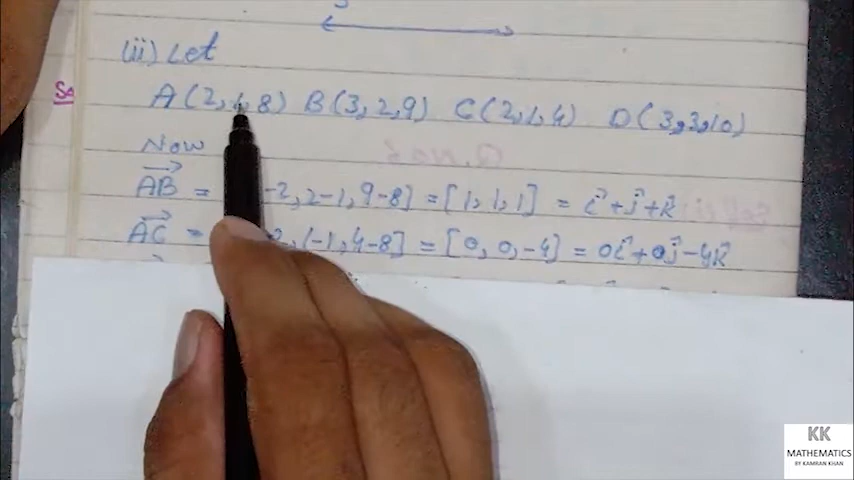 (ii) Let
So
A(2,1,8) B(3,2,9) C(2,1,4) D(3,3,10)
Now
AB⃗ = -2, 2-1, 9-8] = [1, 1, 1] = i⃗ + j⃗ + k⃗
AC⃗ = 2, 1-1, 4-8] = [0, 0, -4] = 0i⃗ + 0j⃗ - 4k⃗
KK
MATHEMATICS
BY KAMRAN KHAN